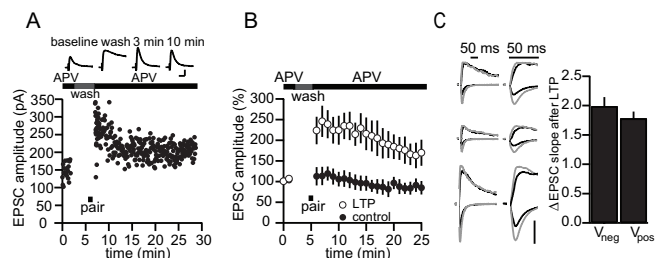 A
baseline wash 3 min 10 min
APV
APV
wash
EPSC amplitude (pA)
350
300
250
200
150
100
50
0
pair
0 5 10 15 20 25 30
time (min)
B
APV
APV
wash
EPSC amplitude (%)
300
250
200
150
100
50
0
pair
LTP
control
0 5 10 15 20 25
time (min)
C
50 ms
50 ms
Δ EPSC slope after LTP
2.5
2.0
1.5
1.0
0.5
0.0
Vneg Vpos